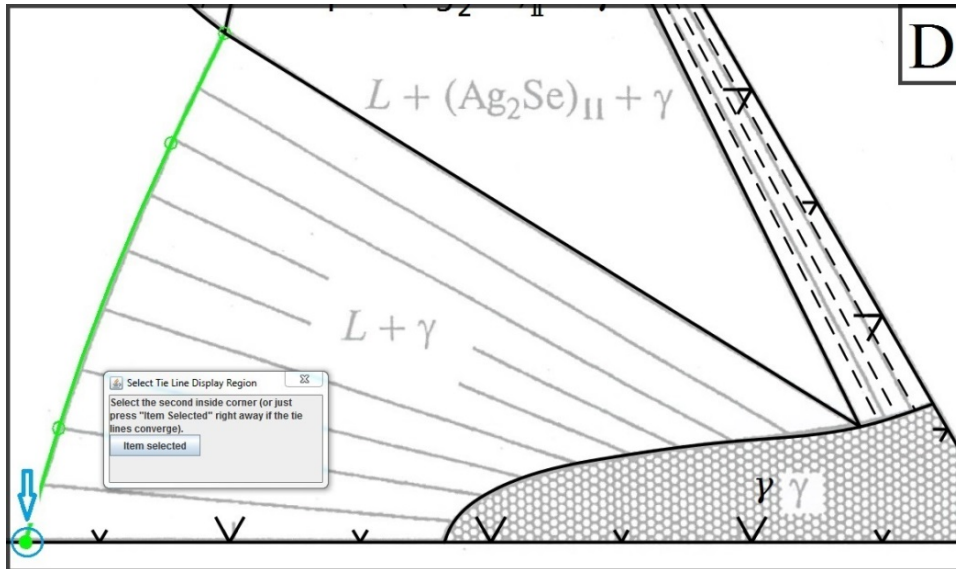 D
L + (Ag₂Se)II + γ
L + γ
Select Tie Line Display Region
Select the second inside corner (or just
press "Item Selected" right away if the tie
lines converge).
Item selected
γ γ